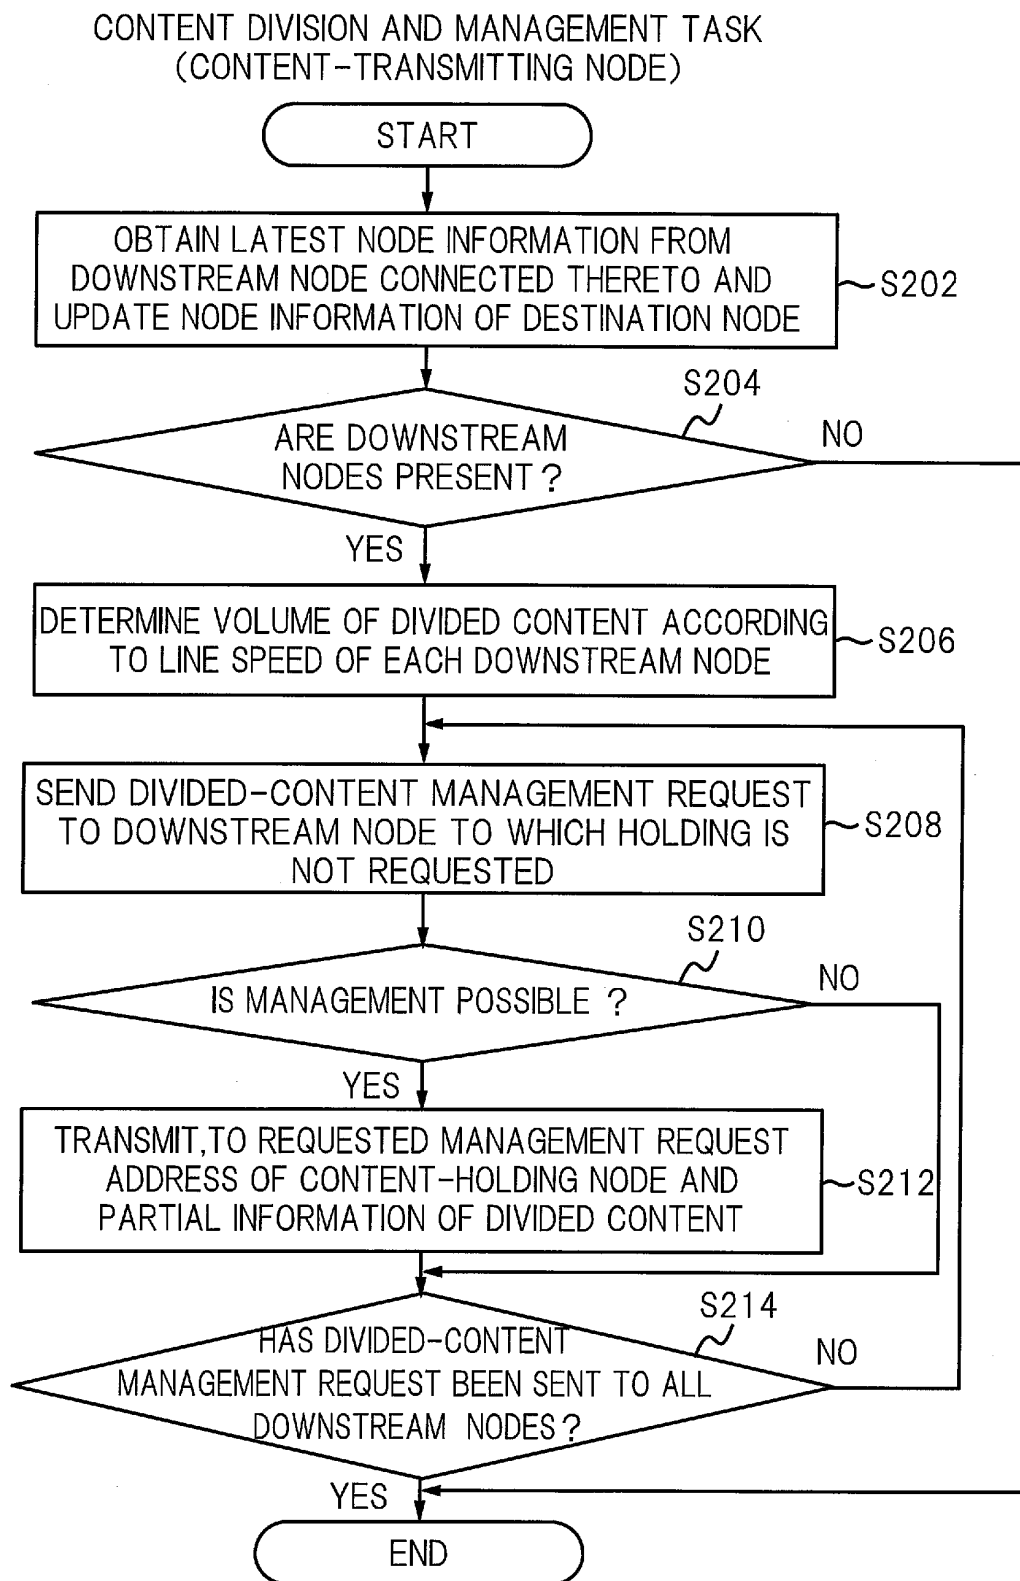 CONTENT DIVISION AND MANAGEMENT TASK
(CONTENT-TRANSMITTING NODE)
START
OBTAIN LATEST NODE INFORMATION FROM
DOWNSTREAM NODE CONNECTED THERETO AND
UPDATE NODE INFORMATION OF DESTINATION NODE
S202
S204
ARE DOWNSTREAM
NODES PRESENT ?
NO
YES
DETERMINE VOLUME OF DIVIDED CONTENT ACCORDING
TO LINE SPEED OF EACH DOWNSTREAM NODE
S206
SEND DIVIDED-CONTENT MANAGEMENT REQUEST
TO DOWNSTREAM NODE TO WHICH HOLDING IS
NOT REQUESTED
S208
S210
IS MANAGEMENT POSSIBLE ?
NO
YES
TRANSMIT,TO REQUESTED MANAGEMENT REQUEST
ADDRESS OF CONTENT-HOLDING NODE AND
PARTIAL INFORMATION OF DIVIDED CONTENT
S212
S214
HAS DIVIDED-CONTENT
MANAGEMENT REQUEST BEEN SENT TO ALL
DOWNSTREAM NODES?
NO
YES
END